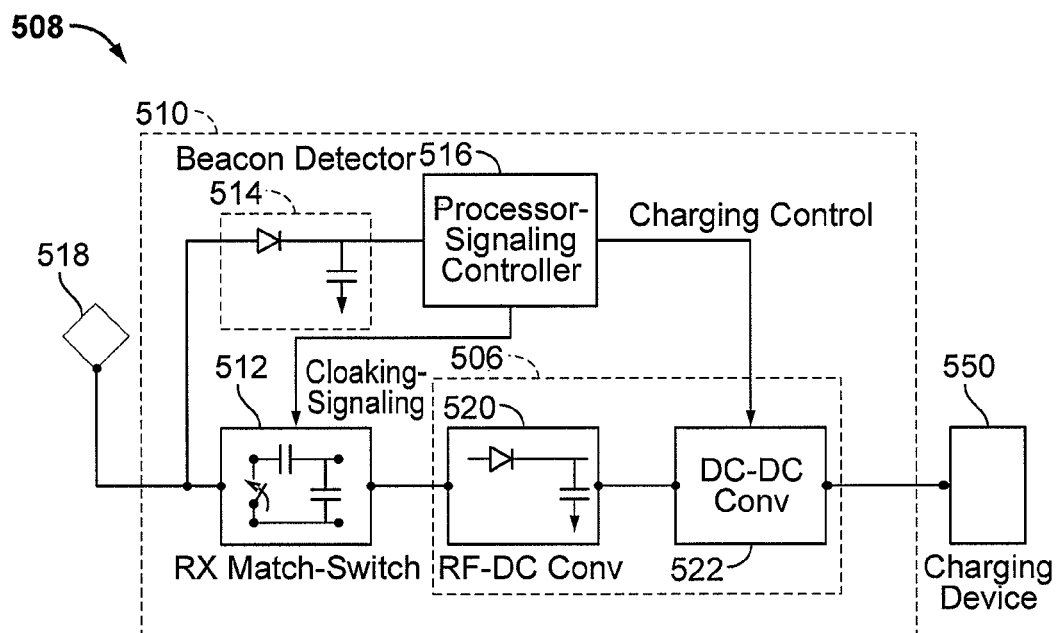 508
510
Beacon Detector
516
514
Processor-
Signaling
Controller
Charging Control
518
512
Cloaking-
Signaling
506
520
550
DC-DC
Conv
RX Match-Switch
RF-DC Conv
522
Charging
Device